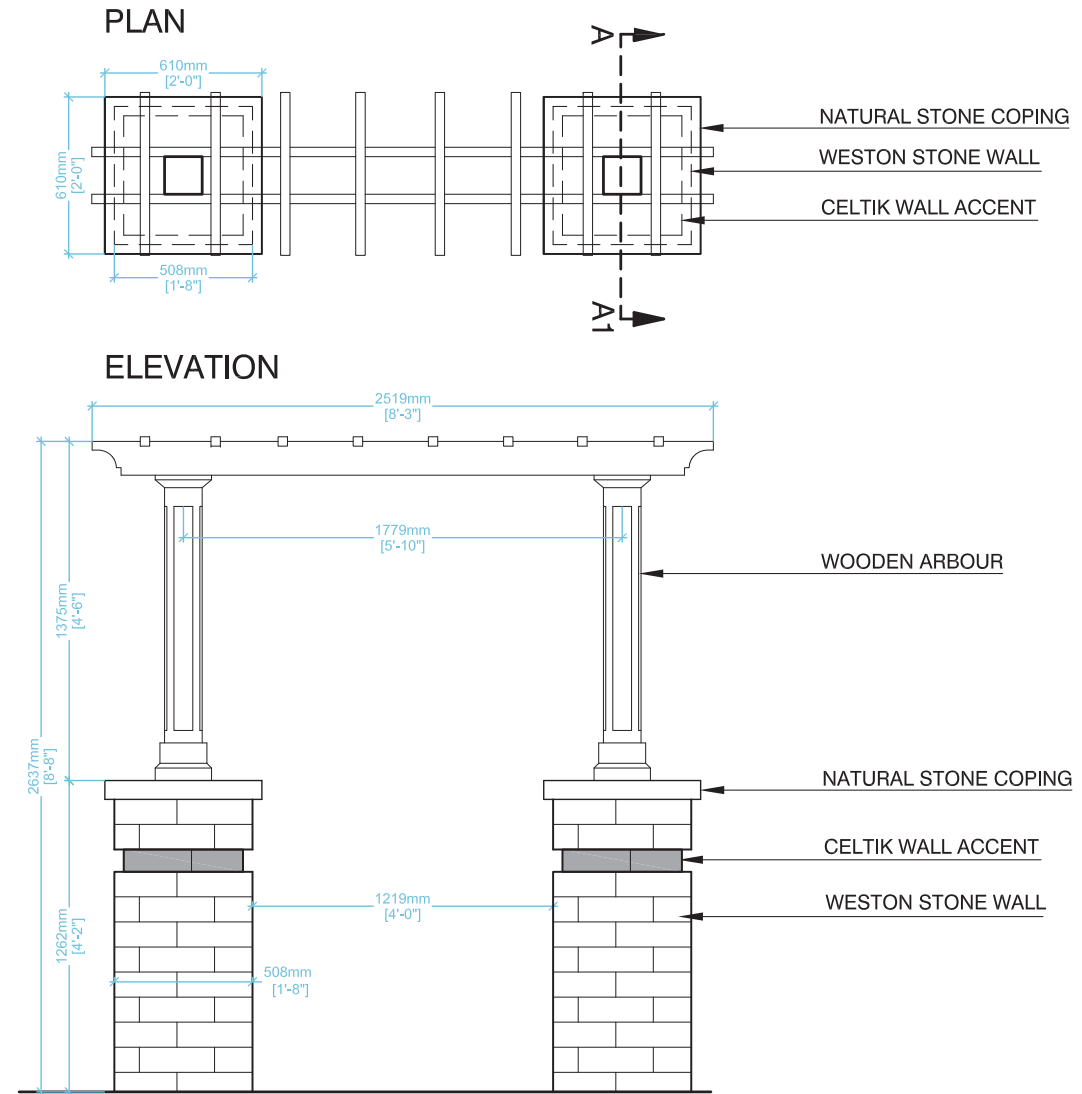 PLAN
A
610mm
[2'-0"]
610mm
[2'-0"]
NATURAL STONE COPING
WESTON STONE WALL
CELTIK WALL ACCENT
508mm
[1'-8"]
A1
ELEVATION
2519mm
[8'-3"]
1779mm
[5'-10"]
WOODEN ARBOUR
1375mm
[4'-6"]
2637mm
[8'-8"]
NATURAL STONE COPING
CELTIK WALL ACCENT
WESTON STONE WALL
1219mm
[4'-0"]
1262mm
[4'-2"]
508mm
[1'-8"]